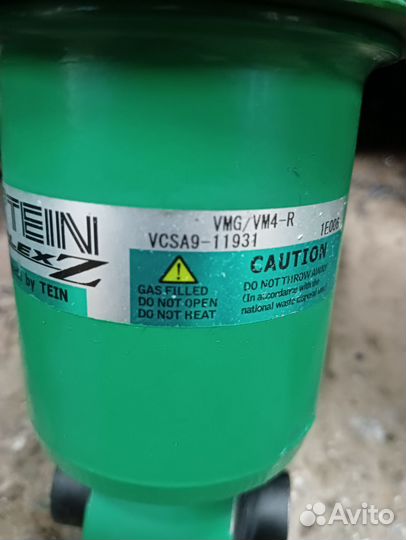 TEIN
LEX Z
by TEIN
VMG/VM4-R
VCSA9-11931
1E006
GAS FILLED
DO NOT OPEN
DO NOT HEAT
CAUTION
DO NOT THROW AWAY
(In accordance with the
national waste disposal
Avito